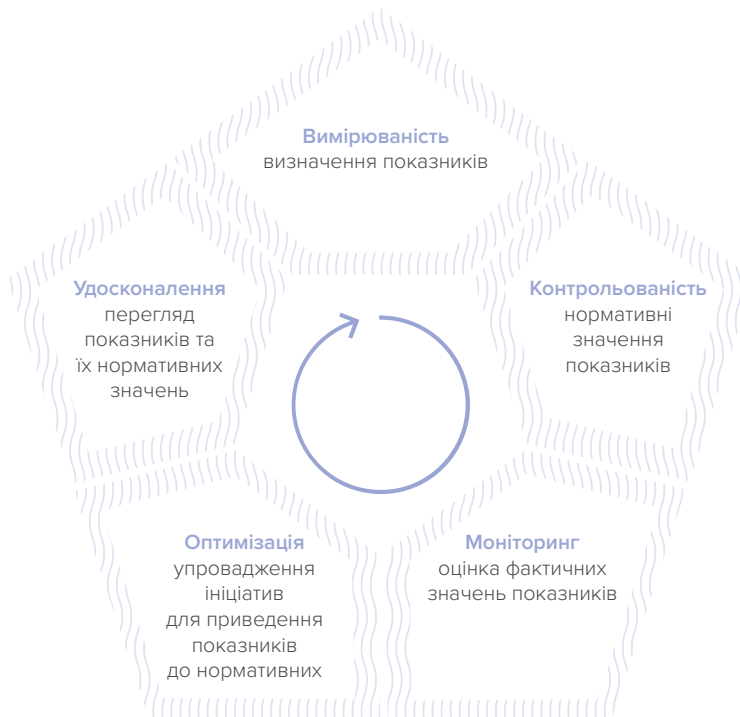 Вимірюваність
визначення показників
Контрольованість
нормативні
значення
показників
Моніторинг
оцінка фактичних
значень показників
Оптимізація
упровадження
ініціатив
для приведення
показників
до нормативних
Удосконалення
перегляд
показників та
їх нормативних
значень